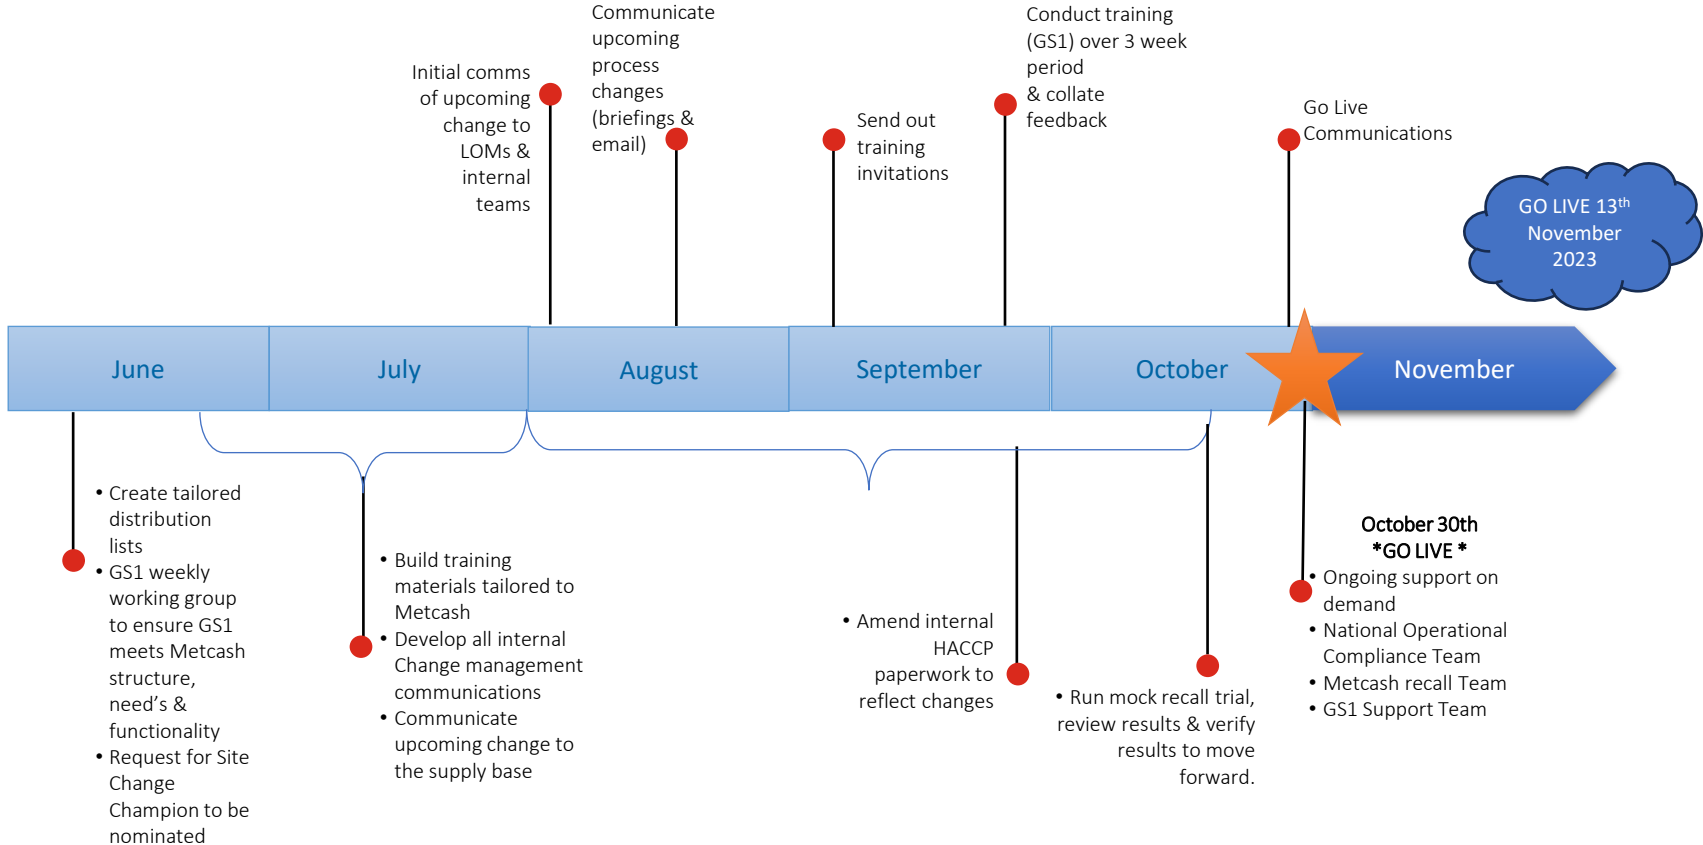 Initial comms
of upcoming
change to
LOMs &
internal
teams
Communicate
upcoming
process
changes
(briefings &
email)
Send out
training
invitations
Conduct training
(GS1) over 3 week
period
& collate
feedback
Go Live
Communications
GO LIVE 13th
November
2023
June
July
August
September
October
November
• Create tailored
distribution
lists
• GS1 weekly
working group
to ensure GS1
meets Metcash
structure,
need’s &
functionality
• Request for Site
Change
Champion to be
nominated
• Build training
materials tailored to
Metcash
• Develop all internal
Change management
communications
• Communicate
upcoming change to
the supply base
• Amend internal
HACCP
paperwork to
reflect changes
• Run mock recall trial,
review results & verify
results to move
forward.
October 30th
*GO LIVE *
• Ongoing support on
demand
• National Operational
Compliance Team
• Metcash recall Team
• GS1 Support Team